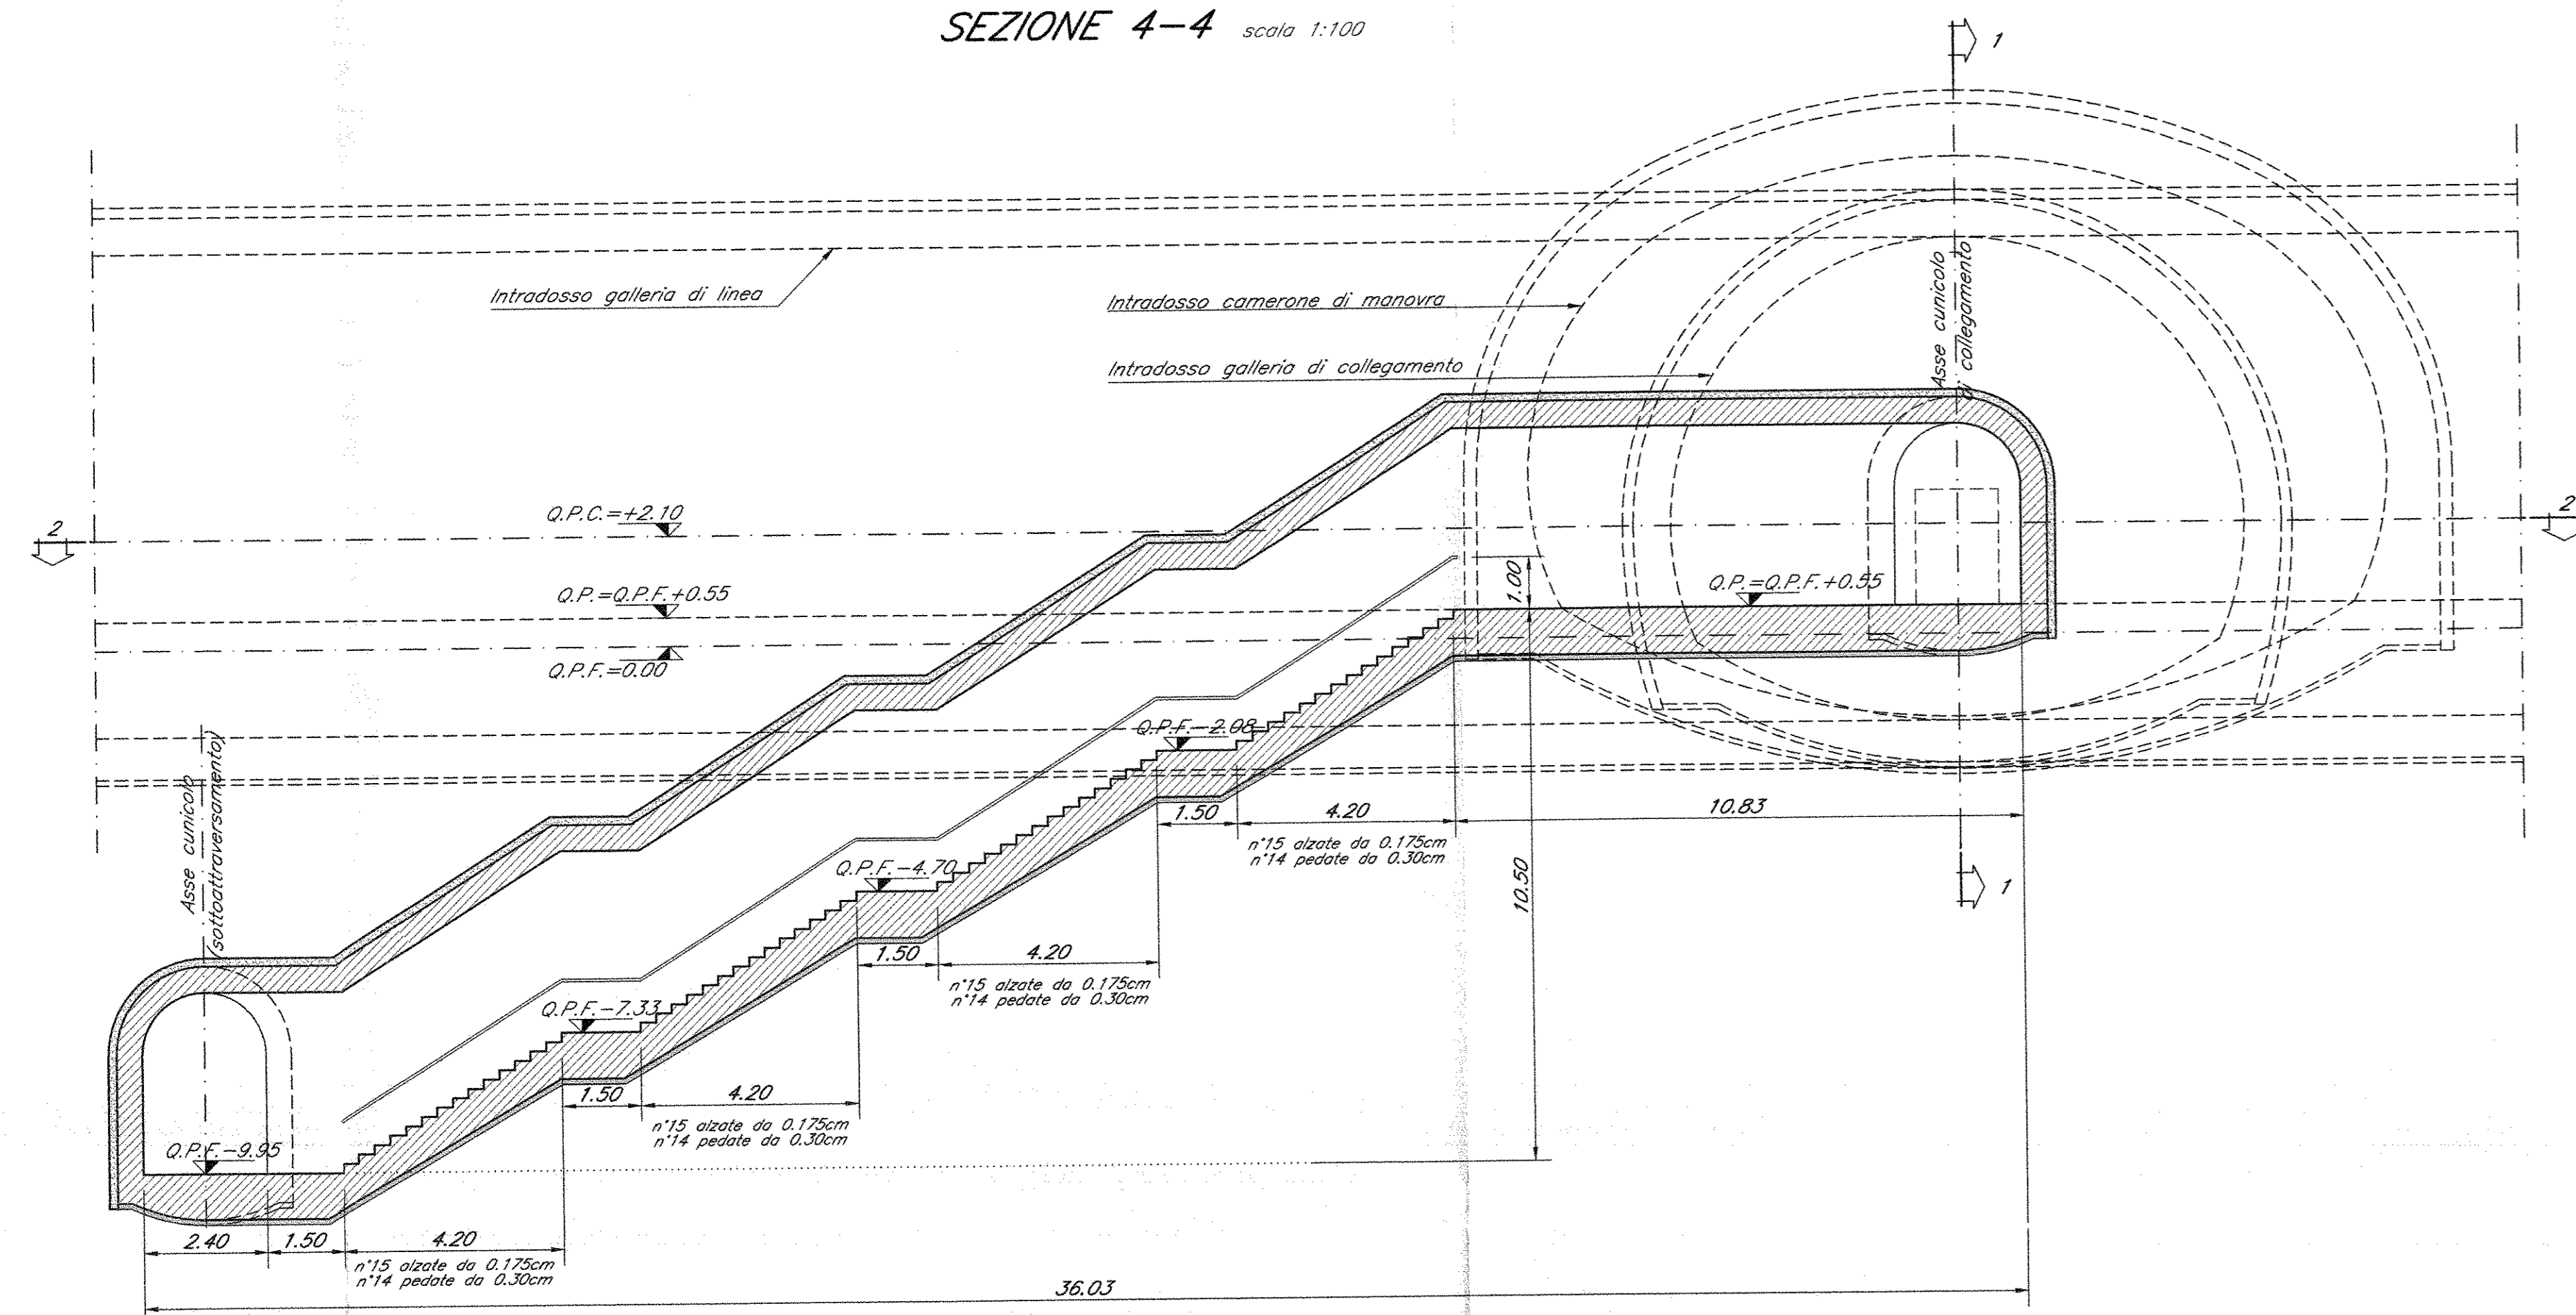 SEZIONE 4-4 scala 1:100
1
Intradosso galleria di linea
Intradosso camerone di manovra
Intradosso galleria di collegamento
Asse cunicolo
di collegamento
2
Q.P.C.=+2.10
2
Q.P.=Q.P.F.+0.55
Q.P.F.=0.00
1.00
Q.P.=Q.P.F.+0.55
Asse cunicolo
(sottoattraversamento)
Q.P.F.-2.08
1.50
4.20
10.83
n°15 alzate da 0.175cm
n°14 pedate da 0.30cm
10.50
1
Q.P.F.-4.70
1.50
4.20
n°15 alzate da 0.175cm
n°14 pedate da 0.30cm
Q.P.F.-7.33
1.50
4.20
n°15 alzate da 0.175cm
n°14 pedate da 0.30cm
Q.P.F.-9.95
2.40
1.50
4.20
n°15 alzate da 0.175cm
n°14 pedate da 0.30cm
36.03